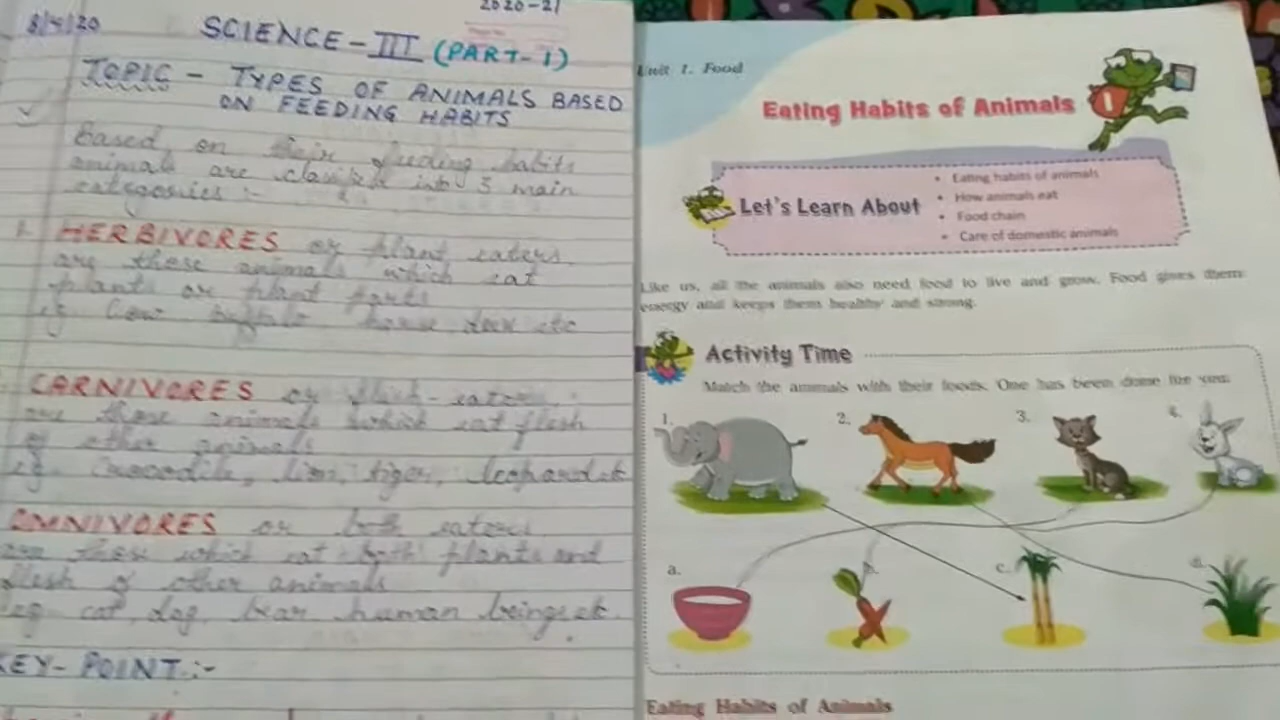 8/4/20
2020-21
SCIENCE-III (PART-1)
TOPIC - TYPES OF ANIMALS BASED
ON FEEDING HABITS
Based on their feeding habits
animals are classified into 3 main
categories :-
1. HERBIVORES or plant eaters
are those animals which eat
plants or plant parts
eg Cow buffalo horse deer etc
CARNIVORES or flesh-eaters
are those animals which eat flesh
of other animals
eg Crocodile, lion, tiger, leopard etc
OMNIVORES or both eaters
are those which eat both plants and
flesh of other animals
eg cat, dog, bear, human beings etc.
KEY-POINT:-
Unit 1. Food
Eating Habits of Animals
1
Let's Learn About
• Eating habits of animals
• How animals eat
• Food chain
• Care of domestic animals
Like us, all the animals also need food to live and grow. Food gives them
energy and keeps them healthy and strong.
Activity Time
Match the animals with their foods. One has been done for you.
1. 2. 3. 4.
a. b. c. d.
Eating Habits of Animals